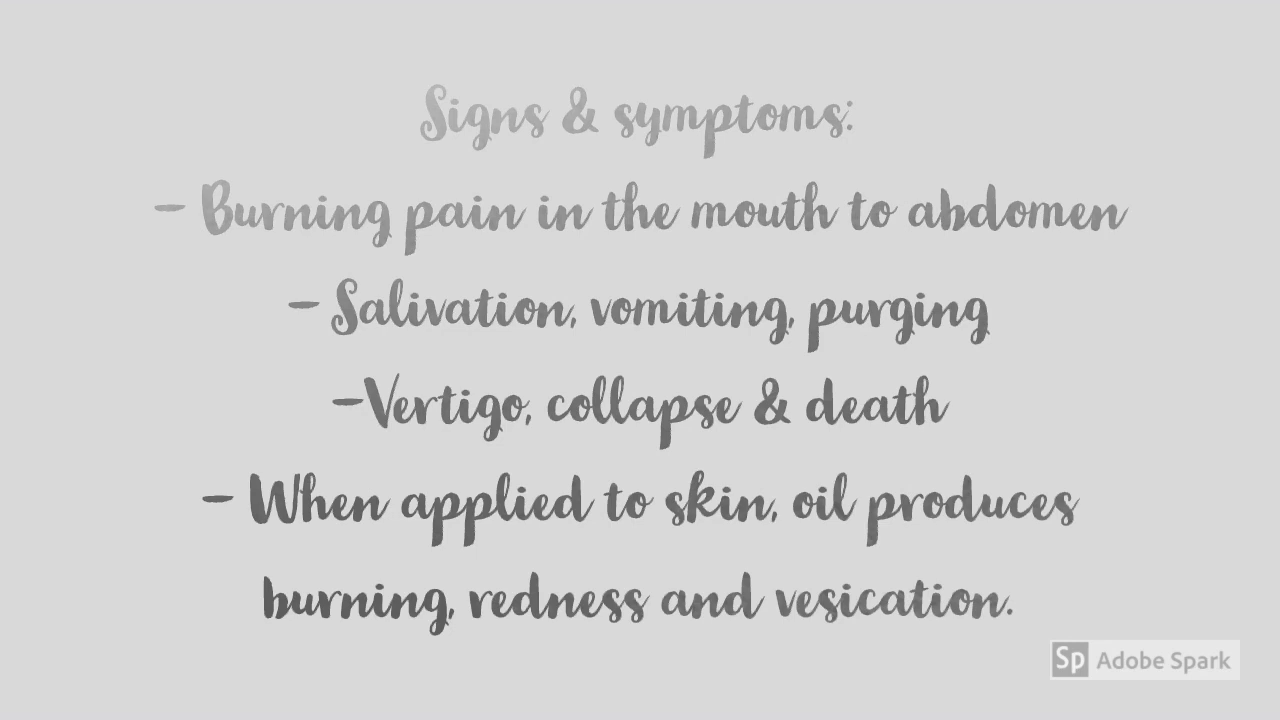 Signs & symptoms:
- Burning pain in the mouth to abdomen
- Salivation, vomiting, purging
-Vertigo, collapse & death
- When applied to skin, oil produces
burning, redness and vesication.
Sp Adobe Spark